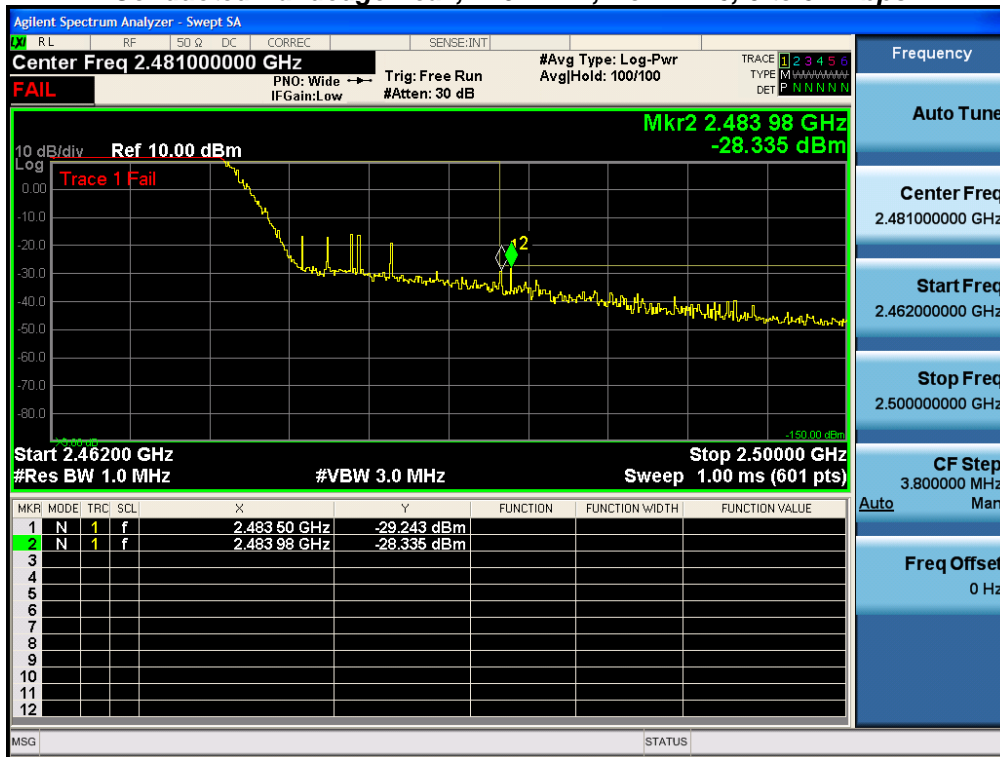 Agilent Spectrum Analyzer - Swept SA
LXI RL RF 50 Ω DC CORREC SENSE:INT
Center Freq 2.481000000 GHz
FAIL
PNO: Wide
IFGain:Low
Trig: Free Run
#Atten: 30 dB
#Avg Type: Log-Pwr
Avg|Hold: 100/100
TRACE 1 2 3 4 5 6
TYPE M
DET P N N N N N
Mkr2 2.483 98 GHz
-28.335 dBm
10 dB/div Ref 10.00 dBm
Log
Trace 1 Fail
0.00
-10.0
-20.0
-30.0
-40.0
-50.0
-60.0
-70.0
-80.0
2
-150.00 dBm
Start 2.46200 GHz Stop 2.50000 GHz
#Res BW 1.0 MHz #VBW 3.0 MHz Sweep 1.00 ms (601 pts)
MKR MODE TRC SCL X Y FUNCTION FUNCTION WIDTH FUNCTION VALUE
1 N 1 f 2.483 50 GHz -29.243 dBm
2 N 1 f 2.483 98 GHz -28.335 dBm
3
4
5
6
7
8
9
10
11
12
MSG STATUS
Frequency
Auto Tune
Center Freq
2.481000000 GHz
Start Freq
2.462000000 GHz
Stop Freq
2.500000000 GHz
CF Step
3.800000 MHz
Auto Man
Freq Offset
0 Hz